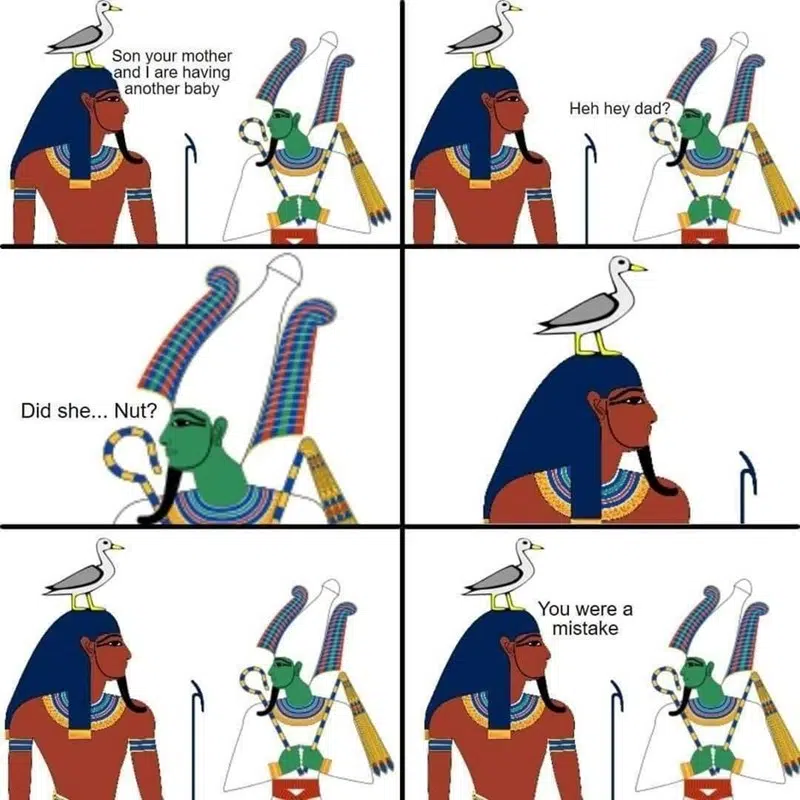 Son your mother
and I are having
another baby
Heh hey dad?
Did she... Nut?
You were a
mistake